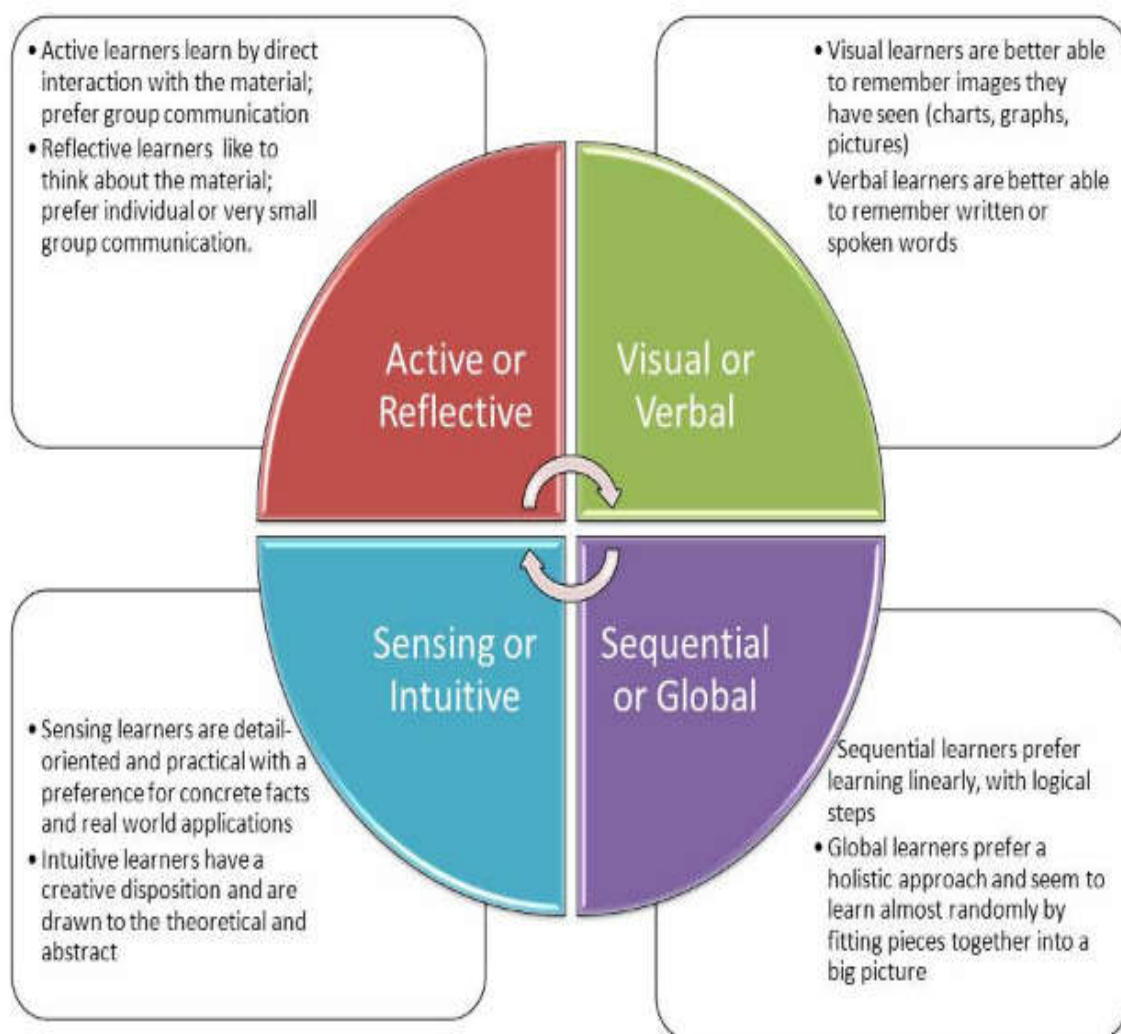 • Active learners learn by direct
interaction with the material;
prefer group communication
• Reflective learners like to
think about the material;
prefer individual or very small
group communication.
• Visual learners are better able
to remember images they
have seen (charts, graphs,
pictures)
• Verbal learners are better able
to remember written or
spoken words
Active or
Reflective
Visual or
Verbal
Sensing or
Intuitive
Sequential
or Global
• Sensing learners are detail-
oriented and practical with a
preference for concrete facts
and real world applications
• Intuitive learners have a
creative disposition and are
drawn to the theoretical and
abstract
Sequential learners prefer
learning linearly, with logical
steps
• Global learners prefer a
holistic approach and seem to
learn almost randomly by
fitting pieces together into a
big picture